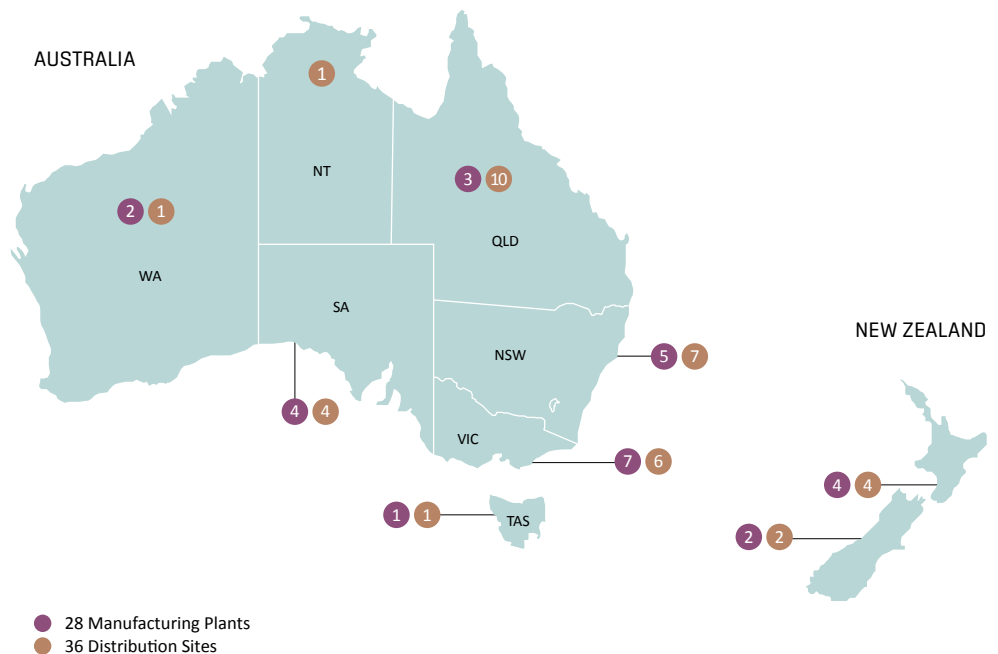 AUSTRALIA
1
NT
3 10
2 1
QLD
WA
SA
NEW ZEALAND
NSW
5 7
4 4
VIC
7 6
4 4
1 1
TAS
2 2
28 Manufacturing Plants
36 Distribution Sites